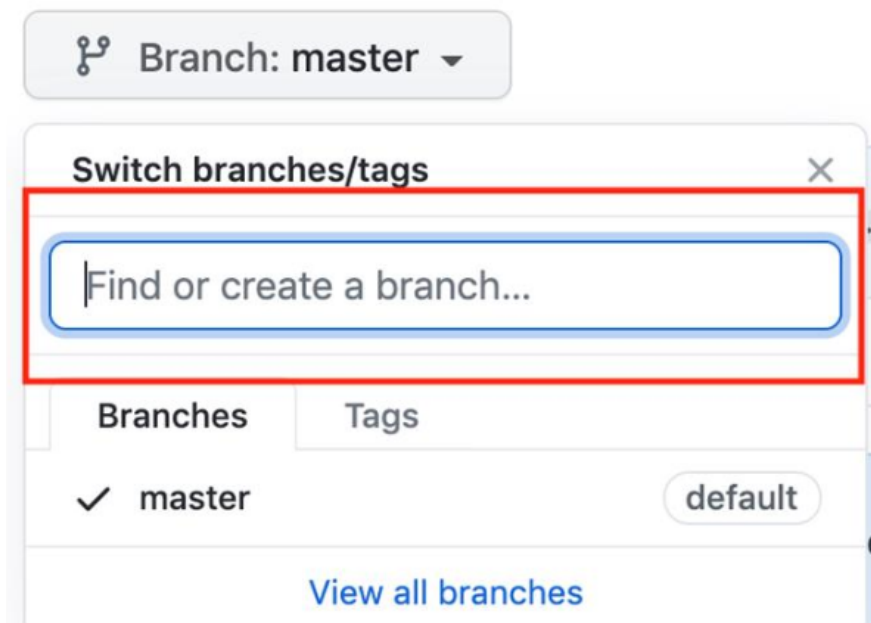 Branch: master
Switch branches/tags
Find or create a branch...
Branches Tags
master default
View all branches